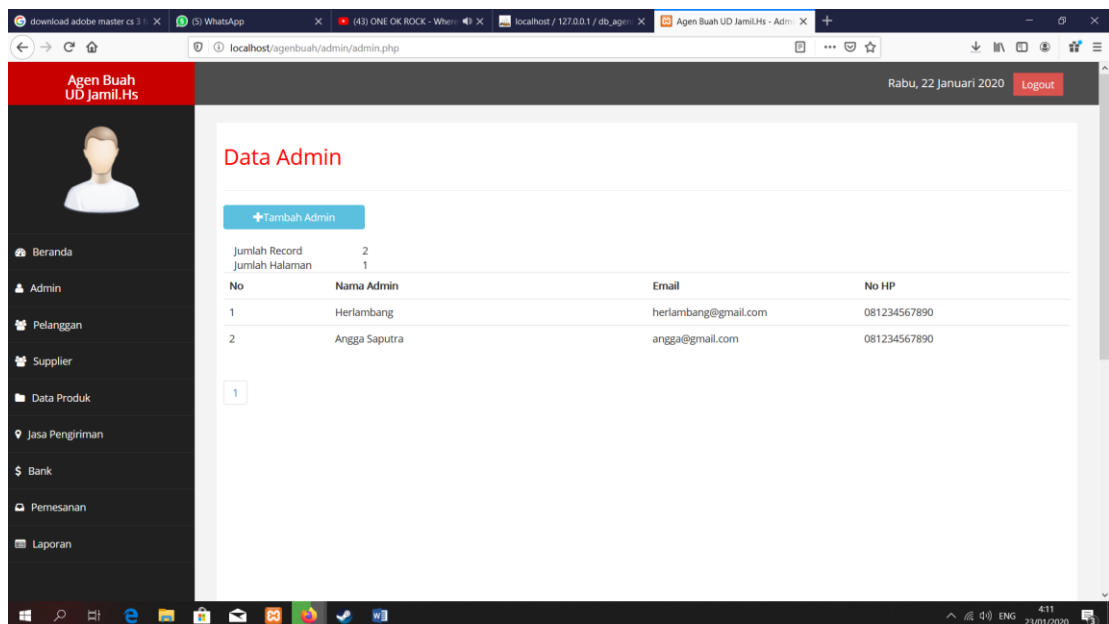 download adobe master cs 3 f
(5) WhatsApp
(43) ONE OK ROCK - Where
localhost / 127.0.0.1 / db_agen
Agen Buah UD Jamil.Hs - Admi
localhost/agenbuah/admin/admin.php
Agen Buah
UD Jamil.Hs
Rabu, 22 Januari 2020 Logout
Data Admin
Tambah Admin
Jumlah Record 2
Jumlah Halaman 1
No Nama Admin Email No HP
1 Herlambang herlambang@gmail.com 081234567890
2 Angga Saputra angga@gmail.com 081234567890
1
Beranda
Admin
Pelanggan
Supplier
Data Produk
Jasa Pengiriman
Bank
Pemesanan
Laporan
ENG
4:11
23/01/2020